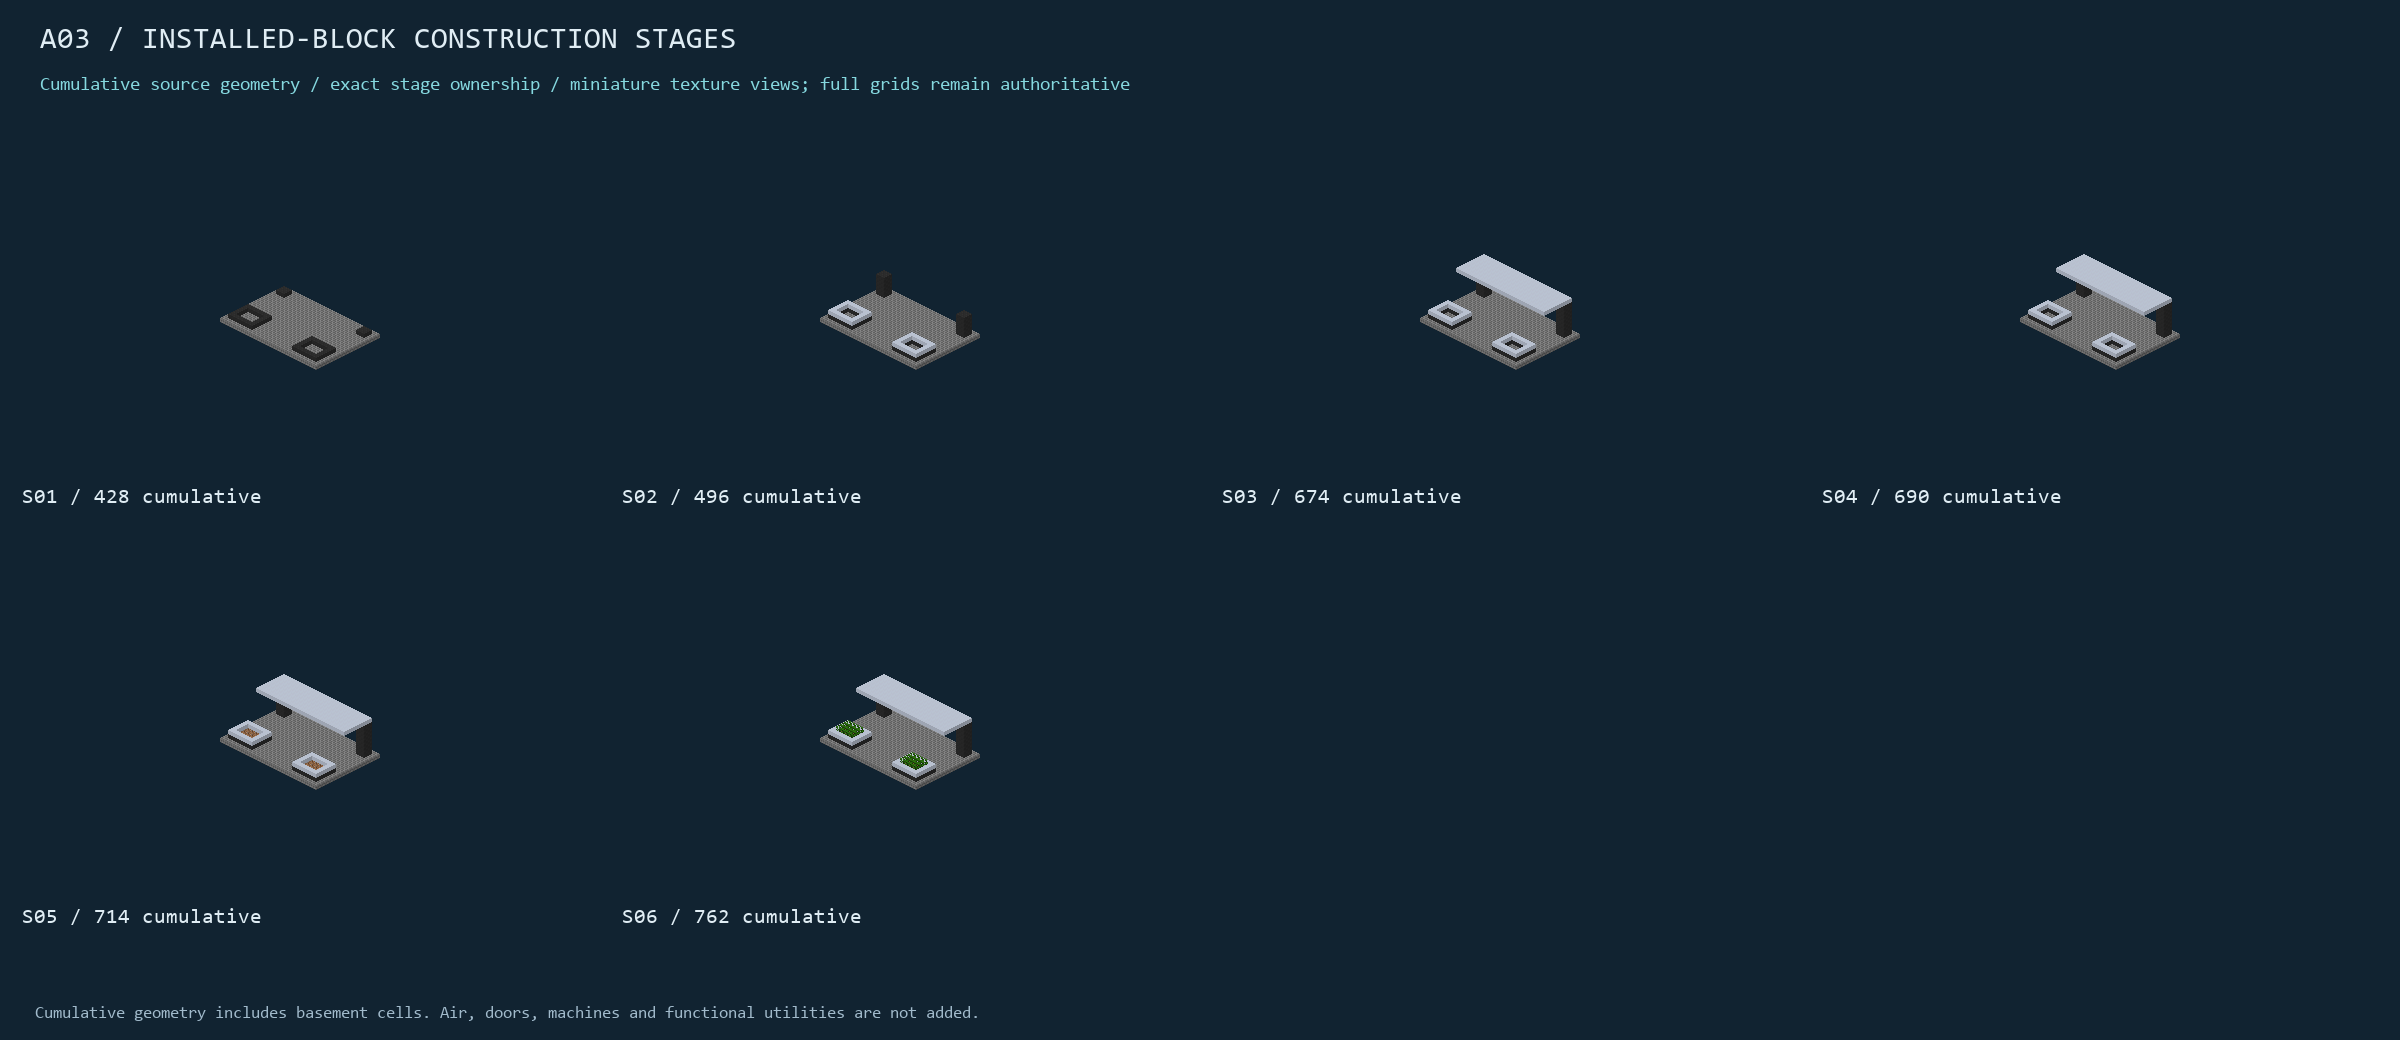 A03 / INSTALLED-BLOCK CONSTRUCTION STAGES
Cumulative source geometry / exact stage ownership / miniature texture views; full grids remain authoritative
S01 / 428 cumulative
S02 / 496 cumulative
S03 / 674 cumulative
S04 / 690 cumulative
S05 / 714 cumulative
S06 / 762 cumulative
Cumulative geometry includes basement cells. Air, doors, machines and functional utilities are not added.